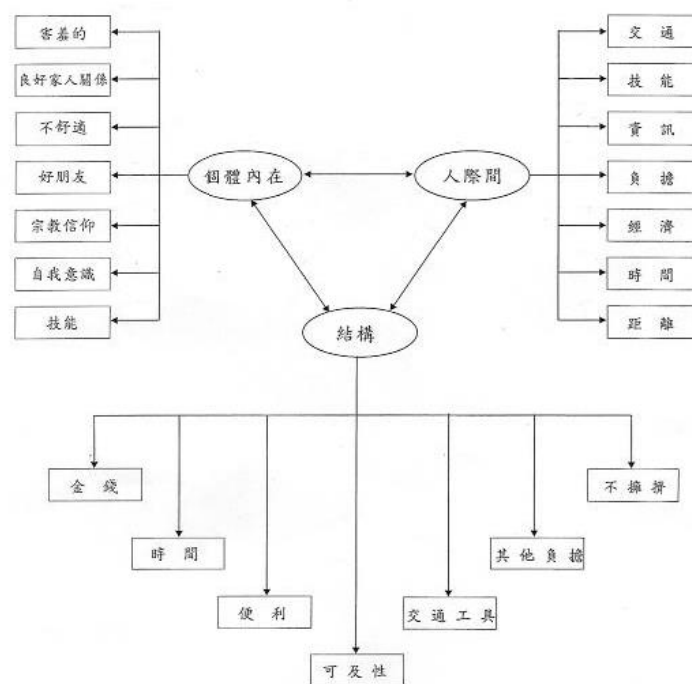 害羞的
良好家人關係
不舒適
好朋友
宗教信仰
自我意識
技能
個體內在
人際間
結構
交通
技能
資訊
負擔
經濟
時間
距離
金錢
時間
便利
可及性
交通工具
其他負擔
不擁擠